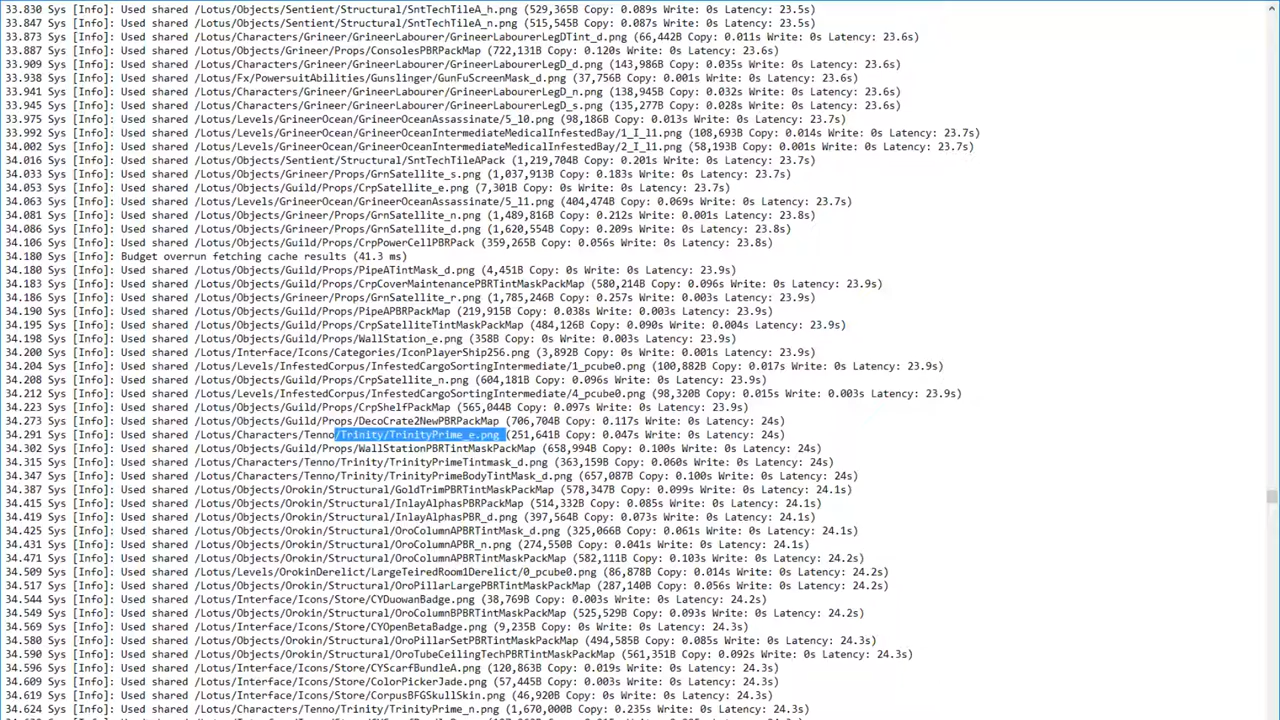 33.830 Sys [Info]: Used shared /Lotus/Objects/Sentient/Structural/SntTechTileA_h.png (529,365B Copy: 0.089s Write: 0s Latency: 23.5s)
33.854 Sys [Info]: Used shared /Lotus/Objects/Sentient/Structural/SntTechTileA_n.png (515,545B Copy: 0.087s Write: 0s Latency: 23.5s)
33.873 Sys [Info]: Used shared /Lotus/Characters/Grineer/GrineerLabourer/GrineerLabourerLegDTint_d.png (66,442B Copy: 0.011s Write: 0s Latency: 23.6s)
33.887 Sys [Info]: Used shared /Lotus/Objects/Grineer/Props/ConsolesPBRPackMap (722,131B Copy: 0.120s Write: 0s Latency: 23.6s)
33.909 Sys [Info]: Used shared /Lotus/Characters/Grineer/GrineerLabourer/GrineerLabourerLegD_d.png (143,986B Copy: 0.035s Write: 0s Latency: 23.6s)
33.938 Sys [Info]: Used shared /Lotus/Fx/PowersuitAbilities/Gunslinger/GunFuScreenMask_d.png (37,756B Copy: 0.001s Write: 0s Latency: 23.6s)
33.941 Sys [Info]: Used shared /Lotus/Characters/Grineer/GrineerLabourer/GrineerLabourerLegD_n.png (138,945B Copy: 0.032s Write: 0s Latency: 23.6s)
33.945 Sys [Info]: Used shared /Lotus/Characters/Grineer/GrineerLabourer/GrineerLabourerLegD_s.png (135,277B Copy: 0.028s Write: 0s Latency: 23.6s)
33.975 Sys [Info]: Used shared /Lotus/Levels/GrineerOcean/GrineerOceanAssassinate/5_l0.png (98,186B Copy: 0.013s Write: 0s Latency: 23.7s)
33.992 Sys [Info]: Used shared /Lotus/Levels/GrineerOcean/GrineerOceanIntermediateMedicalInfestedBay/1_I_l1.png (108,693B Copy: 0.014s Write: 0s Latency: 23.7s)
34.002 Sys [Info]: Used shared /Lotus/Levels/GrineerOcean/GrineerOceanIntermediateMedicalInfestedBay/2_I_l1.png (58,193B Copy: 0.001s Write: 0s Latency: 23.7s)
34.016 Sys [Info]: Used shared /Lotus/Objects/Sentient/Structural/SntTechTileAPack (1,219,704B Copy: 0.201s Write: 0s Latency: 23.7s)
34.033 Sys [Info]: Used shared /Lotus/Objects/Grineer/Props/GrnSatellite_s.png (1,037,913B Copy: 0.183s Write: 0s Latency: 23.7s)
34.053 Sys [Info]: Used shared /Lotus/Objects/Guild/Props/CrpSatellite_e.png (7,301B Copy: 0s Write: 0s Latency: 23.7s)
34.063 Sys [Info]: Used shared /Lotus/Levels/GrineerOcean/GrineerOceanAssassinate/5_l1.png (404,474B Copy: 0.069s Write: 0s Latency: 23.7s)
34.081 Sys [Info]: Used shared /Lotus/Objects/Grineer/Props/GrnSatellite_n.png (1,489,816B Copy: 0.212s Write: 0.001s Latency: 23.8s)
34.086 Sys [Info]: Used shared /Lotus/Objects/Grineer/Props/GrnSatellite_d.png (1,620,554B Copy: 0.209s Write: 0s Latency: 23.8s)
34.106 Sys [Info]: Used shared /Lotus/Objects/Guild/Props/CrpPowerCellPBRPack (359,265B Copy: 0.056s Write: 0s Latency: 23.8s)
34.180 Sys [Info]: Budget overrun fetching cache results (41.3 ms)
34.180 Sys [Info]: Used shared /Lotus/Objects/Guild/Props/PipeATintMask_d.png (4,451B Copy: 0s Write: 0s Latency: 23.9s)
34.183 Sys [Info]: Used shared /Lotus/Objects/Guild/Props/CrpCoverMaintenancePBRTintMaskPackMap (580,214B Copy: 0.096s Write: 0s Latency: 23.9s)
34.186 Sys [Info]: Used shared /Lotus/Objects/Grineer/Props/GrnSatellite_r.png (1,785,246B Copy: 0.257s Write: 0.003s Latency: 23.9s)
34.190 Sys [Info]: Used shared /Lotus/Objects/Guild/Props/PipeAPBRPackMap (219,915B Copy: 0.038s Write: 0.003s Latency: 23.9s)
34.195 Sys [Info]: Used shared /Lotus/Objects/Guild/Props/CrpSatelliteTintMaskPackMap (484,126B Copy: 0.090s Write: 0.004s Latency: 23.9s)
34.198 Sys [Info]: Used shared /Lotus/Objects/Guild/Props/WallStation_e.png (358B Copy: 0s Write: 0.003s Latency: 23.9s)
34.200 Sys [Info]: Used shared /Lotus/Interface/Icons/Categories/IconPlayerShip256.png (3,892B Copy: 0s Write: 0.001s Latency: 23.9s)
34.204 Sys [Info]: Used shared /Lotus/Levels/InfestedCorpus/InfestedCargoSortingIntermediate/1_pcube0.png (100,882B Copy: 0.017s Write: 0s Latency: 23.9s)
34.208 Sys [Info]: Used shared /Lotus/Objects/Guild/Props/CrpSatellite_n.png (604,181B Copy: 0.096s Write: 0s Latency: 23.9s)
34.212 Sys [Info]: Used shared /Lotus/Levels/InfestedCorpus/InfestedCargoSortingIntermediate/4_pcube0.png (98,320B Copy: 0.015s Write: 0.003s Latency: 23.9s)
34.223 Sys [Info]: Used shared /Lotus/Objects/Guild/Props/CrpShelfPackMap (565,044B Copy: 0.097s Write: 0s Latency: 23.9s)
34.273 Sys [Info]: Used shared /Lotus/Objects/Guild/Props/DecoCrate2NewPBRPackMap (706,704B Copy: 0.117s Write: 0s Latency: 24s)
34.291 Sys [Info]: Used shared /Lotus/Characters/Tenno/Trinity/TrinityPrime_e.png (251,641B Copy: 0.047s Write: 0s Latency: 24s)
34.302 Sys [Info]: Used shared /Lotus/Objects/Guild/Props/WallStationPBRTintMaskPackMap (658,994B Copy: 0.100s Write: 0s Latency: 24s)
34.315 Sys [Info]: Used shared /Lotus/Characters/Tenno/Trinity/TrinityPrimeTintmask_d.png (363,159B Copy: 0.060s Write: 0s Latency: 24s)
34.347 Sys [Info]: Used shared /Lotus/Characters/Tenno/Trinity/TrinityPrimeBodyTintMask_d.png (657,087B Copy: 0.100s Write: 0s Latency: 24s)
34.387 Sys [Info]: Used shared /Lotus/Objects/Orokin/Structural/GoldTrimPBRTintMaskPackMap (578,347B Copy: 0.099s Write: 0s Latency: 24.1s)
34.415 Sys [Info]: Used shared /Lotus/Objects/Orokin/Structural/InlayAlphasPBRPackMap (514,332B Copy: 0.085s Write: 0s Latency: 24.1s)
34.419 Sys [Info]: Used shared /Lotus/Objects/Orokin/Structural/InlayAlphasPBR_d.png (397,564B Copy: 0.073s Write: 0s Latency: 24.1s)
34.425 Sys [Info]: Used shared /Lotus/Objects/Orokin/Structural/OroColumnAPBRTintMask_d.png (325,066B Copy: 0.061s Write: 0s Latency: 24.1s)
34.431 Sys [Info]: Used shared /Lotus/Objects/Orokin/Structural/OroColumnAPBR_n.png (274,550B Copy: 0.041s Write: 0s Latency: 24.1s)
34.471 Sys [Info]: Used shared /Lotus/Objects/Orokin/Structural/OroColumnAPBRTintMaskPackMap (582,111B Copy: 0.103s Write: 0s Latency: 24.2s)
34.509 Sys [Info]: Used shared /Lotus/Levels/OrokinDerelict/LargeTeiredRoom1Derelict/0_pcube0.png (86,878B Copy: 0.014s Write: 0s Latency: 24.2s)
34.517 Sys [Info]: Used shared /Lotus/Objects/Orokin/Structural/OroPillarLargePBRTintMaskPackMap (287,140B Copy: 0.056s Write: 0s Latency: 24.2s)
34.544 Sys [Info]: Used shared /Lotus/Interface/Icons/Store/CYDuowanBadge.png (38,769B Copy: 0.003s Write: 0s Latency: 24.2s)
34.549 Sys [Info]: Used shared /Lotus/Objects/Orokin/Structural/OroColumnBPBRTintMaskPackMap (525,529B Copy: 0.093s Write: 0s Latency: 24.2s)
34.569 Sys [Info]: Used shared /Lotus/Interface/Icons/Store/CYOpenBetaBadge.png (9,235B Copy: 0s Write: 0s Latency: 24.3s)
34.580 Sys [Info]: Used shared /Lotus/Objects/Orokin/Structural/OroPillarSetPBRTintMaskPackMap (494,585B Copy: 0.085s Write: 0s Latency: 24.3s)
34.590 Sys [Info]: Used shared /Lotus/Objects/Orokin/Structural/OroTubeCeilingTechPBRTintMaskPackMap (561,351B Copy: 0.092s Write: 0s Latency: 24.3s)
34.596 Sys [Info]: Used shared /Lotus/Interface/Icons/Store/CYScarfBundleA.png (120,863B Copy: 0.019s Write: 0s Latency: 24.3s)
34.609 Sys [Info]: Used shared /Lotus/Interface/Icons/Store/ColorPickerJade.png (57,445B Copy: 0.003s Write: 0s Latency: 24.3s)
34.619 Sys [Info]: Used shared /Lotus/Interface/Icons/Store/CorpusBFGSkullSkin.png (46,920B Copy: 0.003s Write: 0s Latency: 24.3s)
34.624 Sys [Info]: Used shared /Lotus/Characters/Tenno/Trinity/TrinityPrime_n.png (1,670,000B Copy: 0.235s Write: 0s Latency: 24.3s)